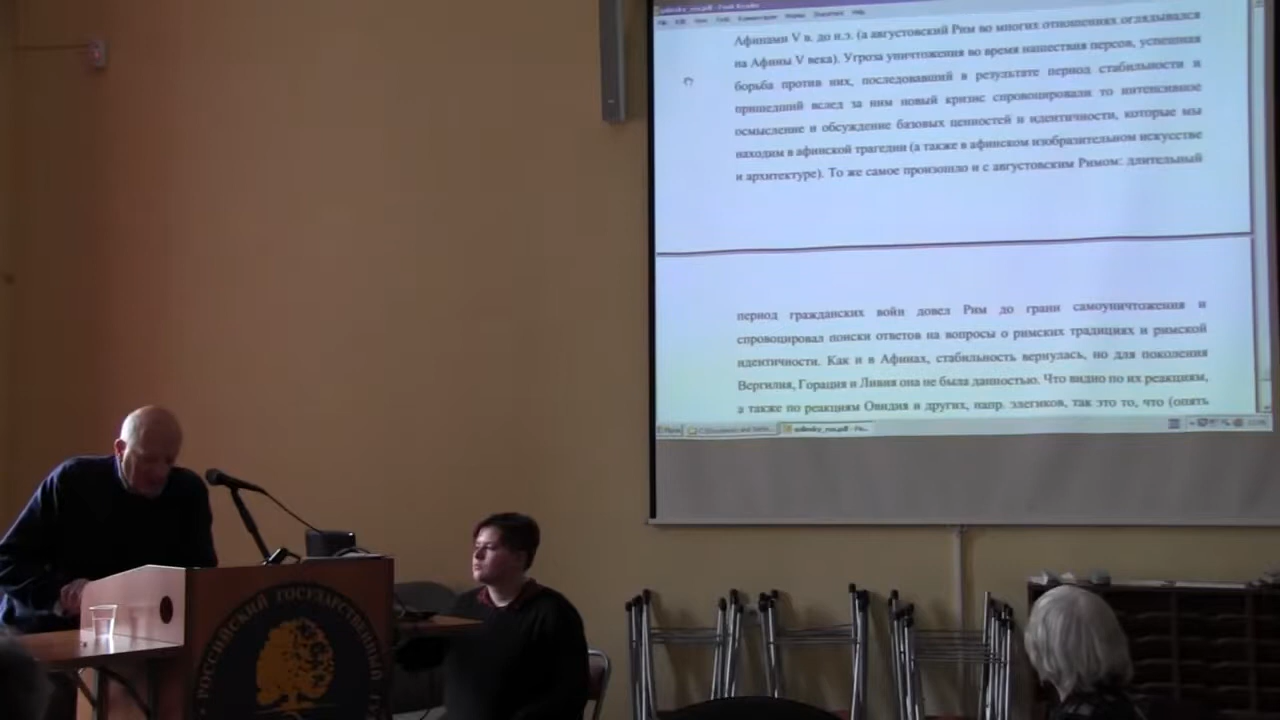 Афинами V в. до н.э. (а августовский Рим во многих отношениях оглядывался
на Афины V века). Угроза уничтожения во время нашествия персов, успешная
борьба против них, последовавший в результате период стабильности и
пришедший вслед за ним новый кризис спровоцировали то интенсивное
осмысление и обсуждение базовых ценностей и идентичности, которые мы
находим в афинской трагедии (а также в афинском изобразительном искусстве
и архитектуре). То же самое произошло и с августовским Римом: длительный
период гражданских войн довел Рим до грани самоуничтожения и
спровоцировал поиски ответов на вопросы о римских традициях и римской
идентичности. Как и в Афинах, стабильность вернулась, но для поколения
Вергилия, Горация и Ливия она не была данностью. Что видно по их реакциям,
а также по реакциям Овидия и других, напр. элегиков, так это то, что (опять
РОССИЙСКИЙ ГОСУДАРСТВЕННЫЙ Г